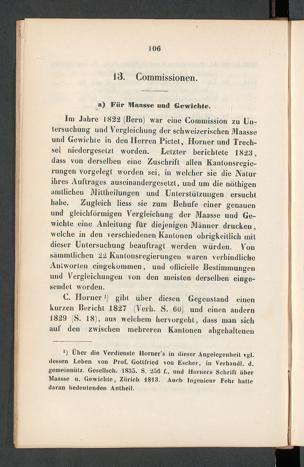 106
13. Commissionen.
a) Für Maasse und Gewichte.
Im Jahre 1822 (Bern) war eine Commission zu Un-
tersuchung und Vergleichung der schweizerischen Maasse
und Gewichte in den Herren Pictet, Horner und Trech-
sel niedergesetzt worden. Letzter berichtete 1823,
dass von derselben eine Zuschrift allen Kantonsregie-
rungen vorgelegt worden sei, in welcher sie die Natur
ihres Auftrages auseinandergesetzt, und um die nöthigen
amtlichen Mittheilungen und Unterstützungen ersucht
habe. Zugleich liess sie zum Behufe einer genauen
und gleichförmigen Vergleichung der Maasse und Ge-
wichte eine Anleitung für diejenigen Männer drucken,
welche in den verschiedenen Kantonen obrigkeitlich mit
dieser Untersuchung beauftragt werden würden. Von
sämmtlichen 22 Kantonsregierungen waren verbindliche
Antworten eingekommen, und officielle Bestimmungen
und Vergleichungen von den meisten derselben einge-
sendet worden.
C. Horner ¹) gibt über diesen Gegenstand einen
kurzen Bericht 1827 (Verh. S. 60) und einen andern
1829 (S. 18), aus welchem hervorgeht, dass man sich
auf den zwischen mehreren Kantonen abgehaltenen
¹) Über die Verdienste Horner's in dieser Angelegenheit vgl.
dessen Leben von Prof. Gottfried von Escher, in Verhandl. d.
gemeinnütz. Gesellsch. 1835. S. 256 f., und Horners Schrift über
Maasse u. Gewichte, Zürich 1813. Auch Ingenieur Fehr hatte
daran bedeutenden Antheil.